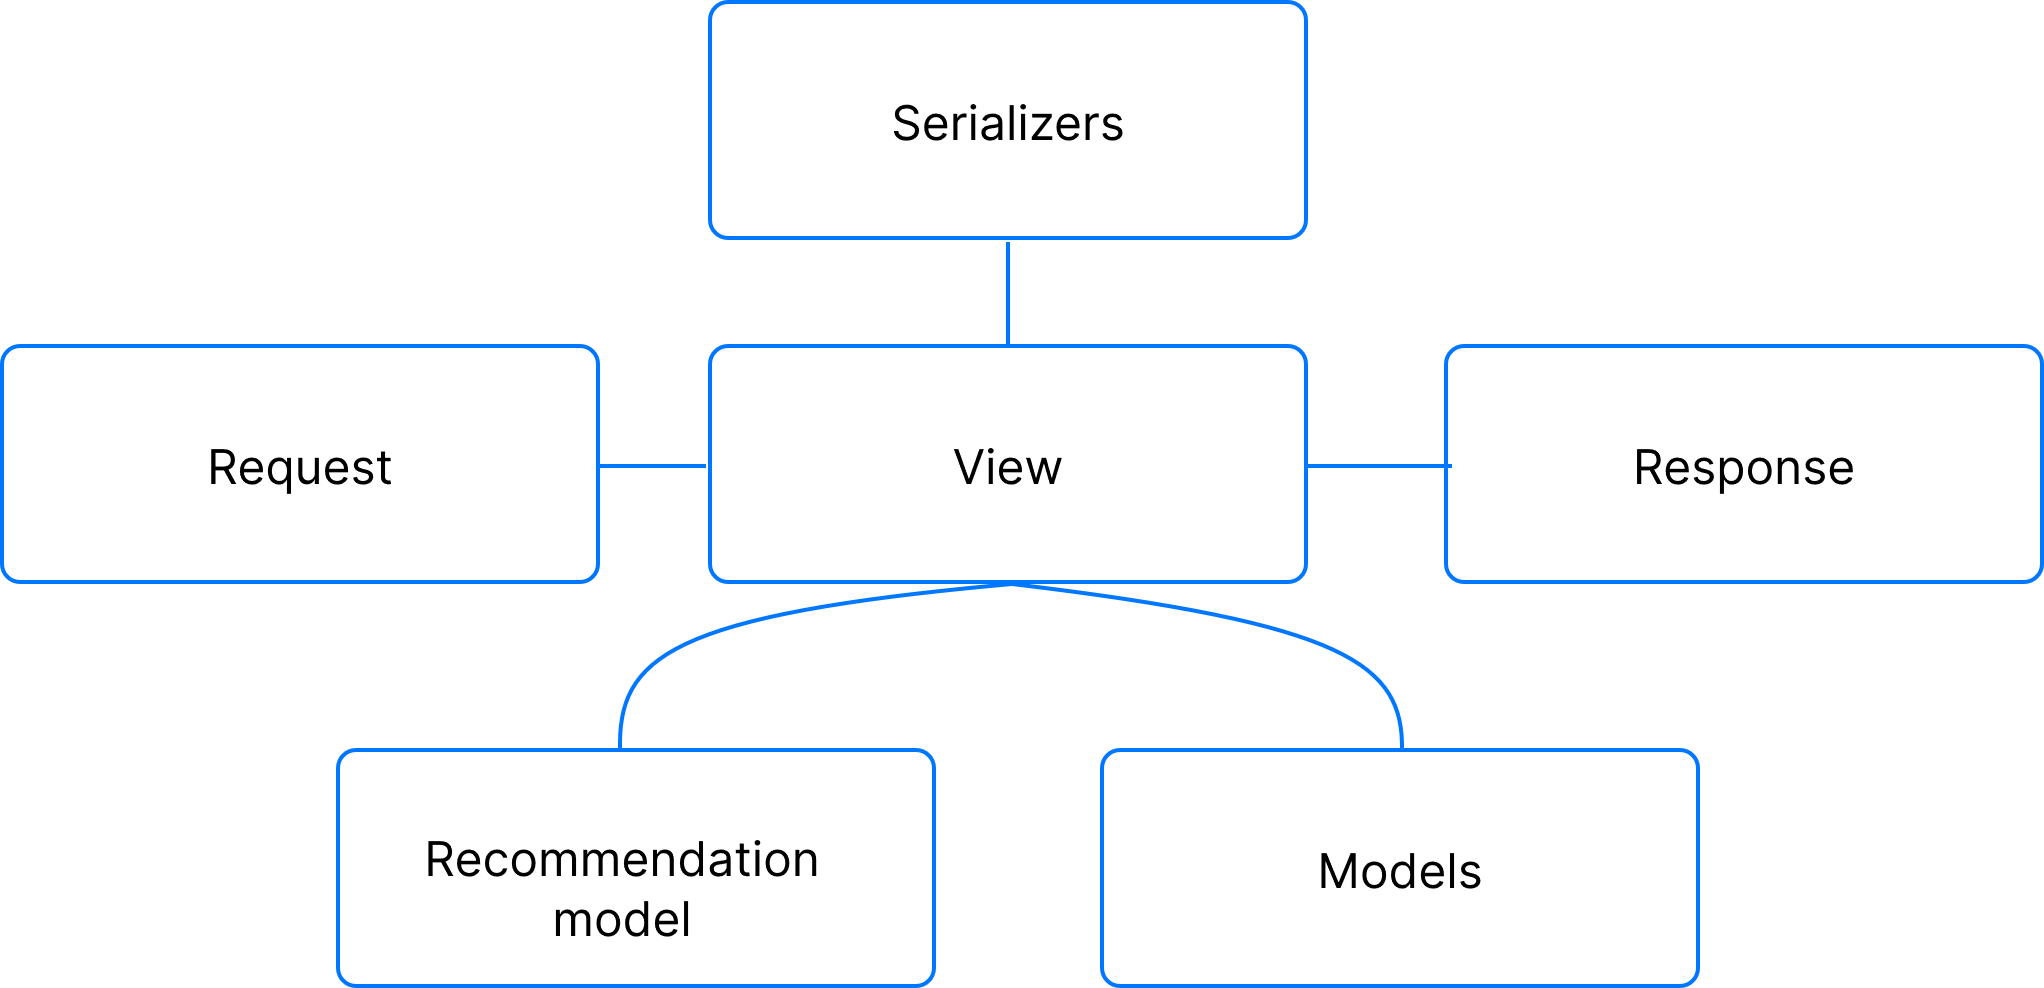 Serializers
Request
View
Response
Recommendation
model
Models